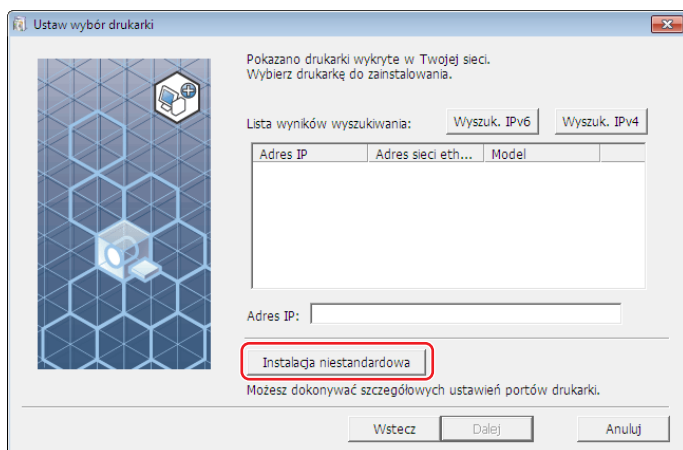 Ustaw wybór drukarki
Pokazano drukarki wykryte w Twojej sieci.
Wybierz drukarkę do zainstalowania.
Lista wyników wyszukiwania: Wyszuk. IPv6 Wyszuk. IPv4
Adres IP Adres sieci eth... Model
Adres IP:
Instalacja niestandardowa
Możesz dokonywać szczegółowych ustawień portów drukarki.
Wstecz Dalej Anuluj